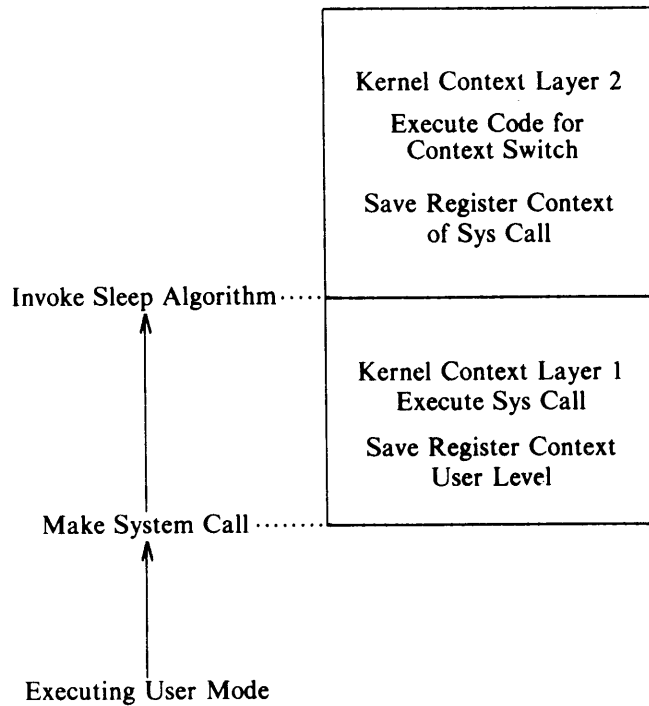 Kernel Context Layer 2
Execute Code for
Context Switch
Save Register Context
of Sys Call
Invoke Sleep Algorithm
Kernel Context Layer 1
Execute Sys Call
Save Register Context
User Level
Make System Call
Executing User Mode